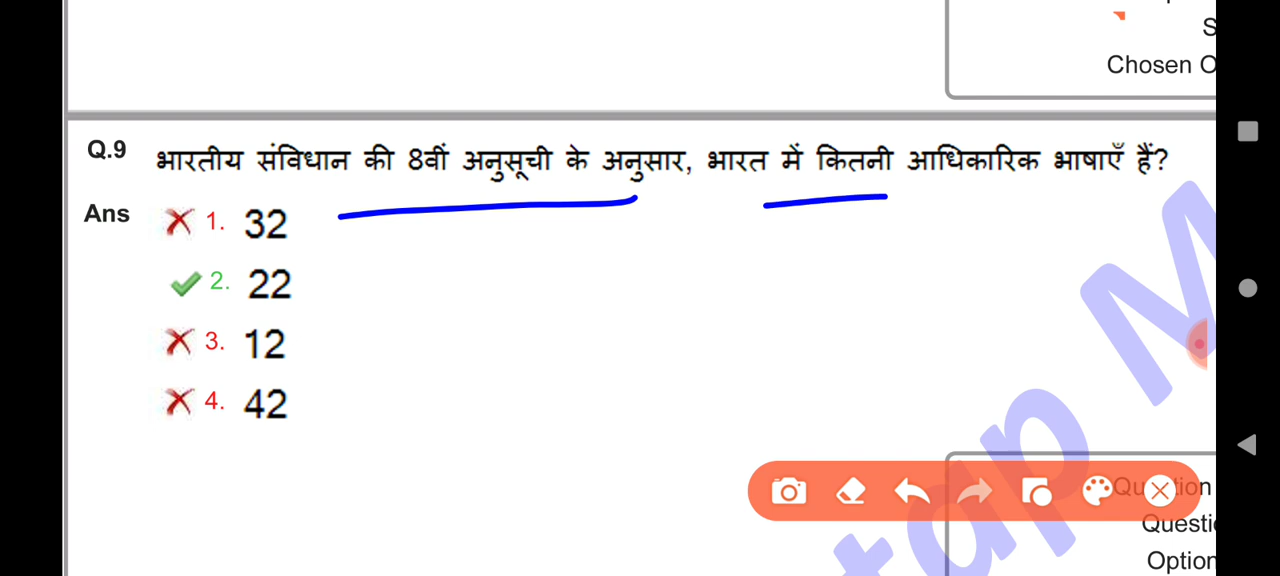 Chosen O
Q.9 भारतीय संविधान की 8वीं अनुसूची के अनुसार, भारत में कितनी आधिकारिक भाषाएँ हैं?
Ans 1. 32
2. 22
3. 12
4. 42
Questi
Option